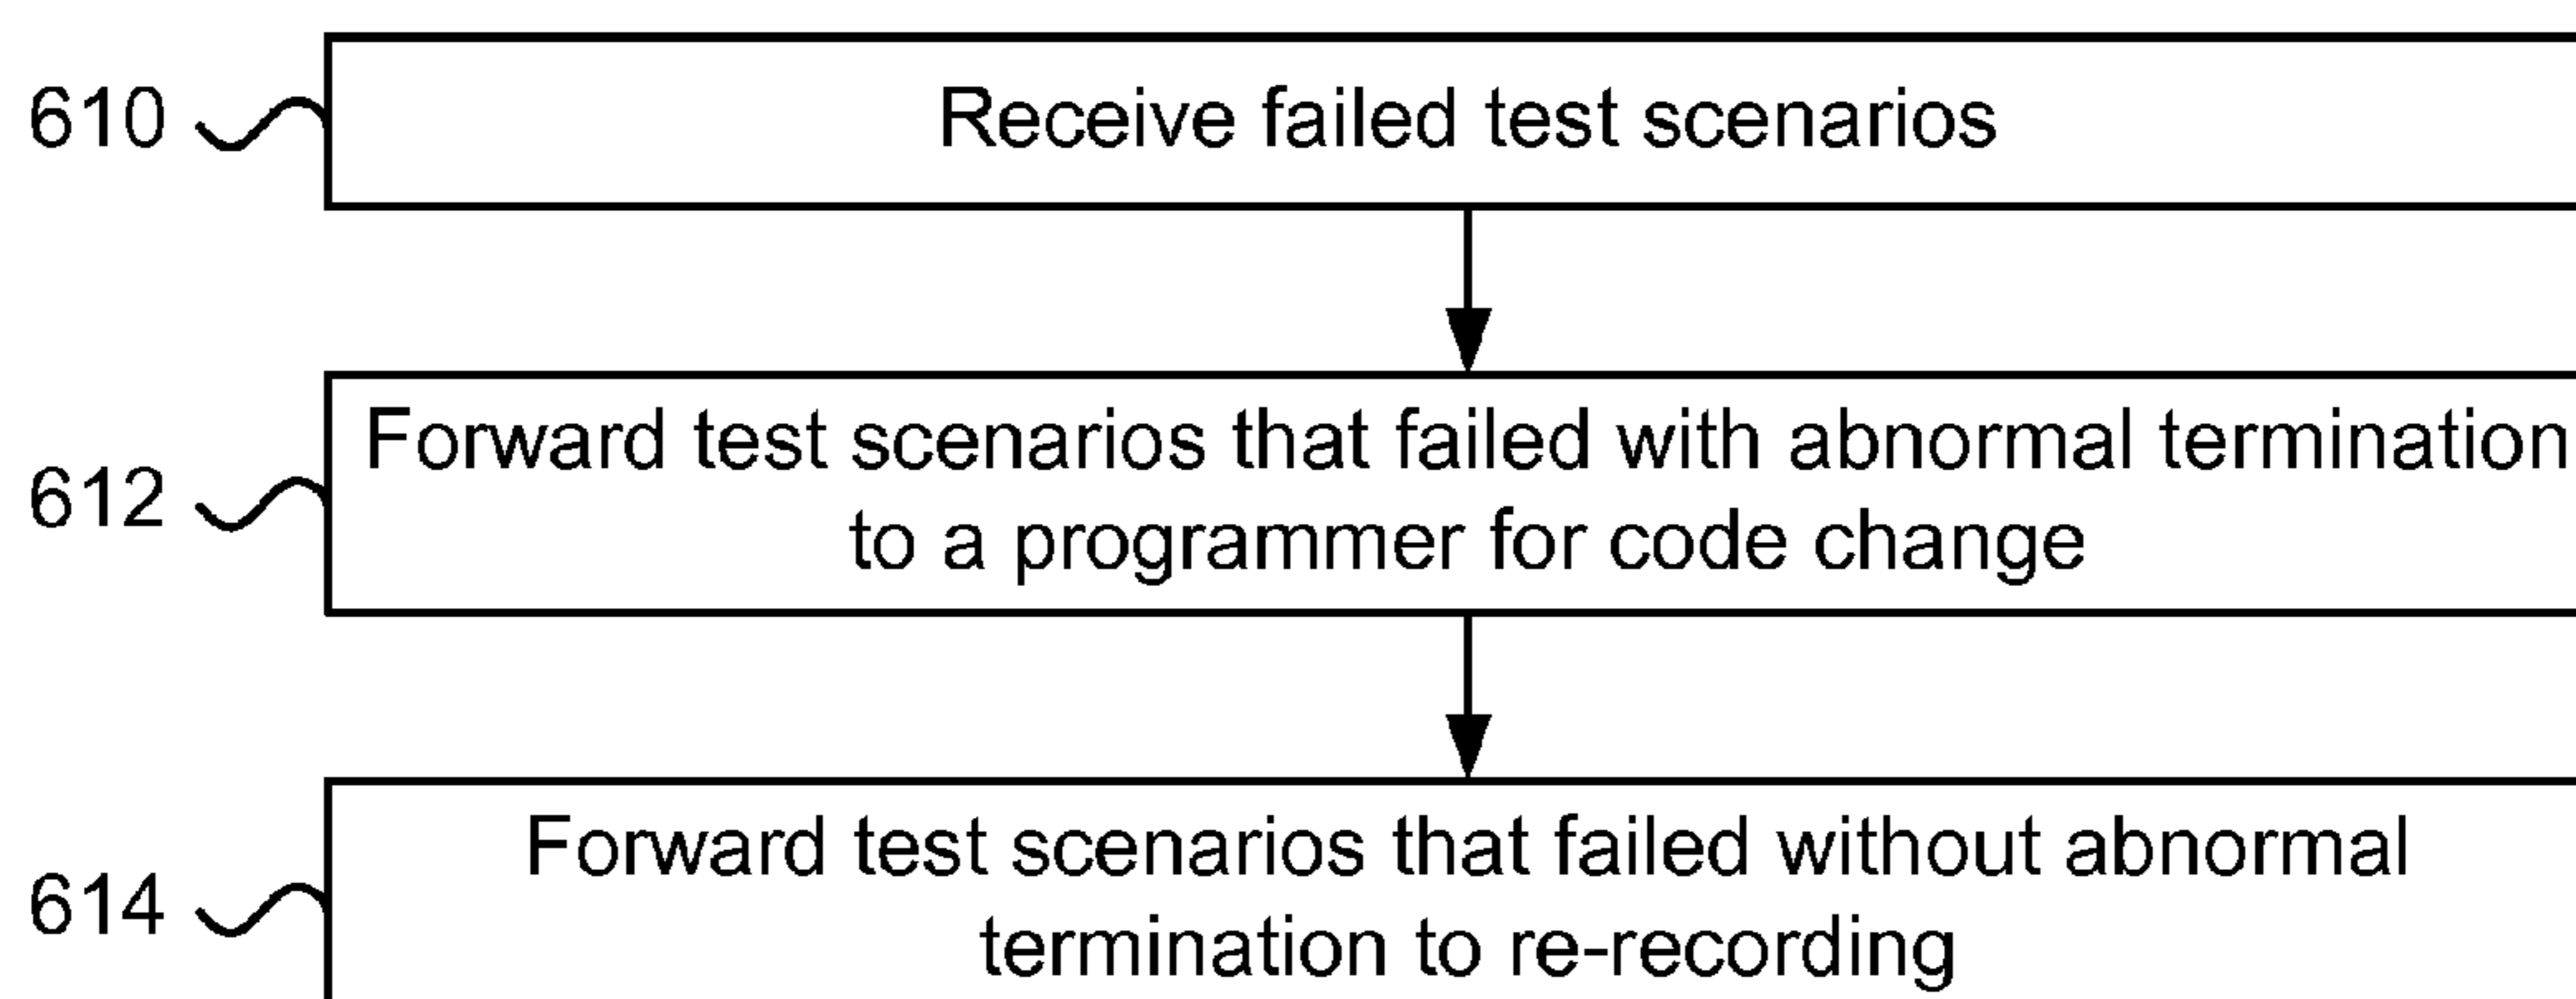 610
Receive failed test scenarios
612
Forward test scenarios that failed with abnormal termination
to a programmer for code change
614
Forward test scenarios that failed without abnormal
termination to re-recording